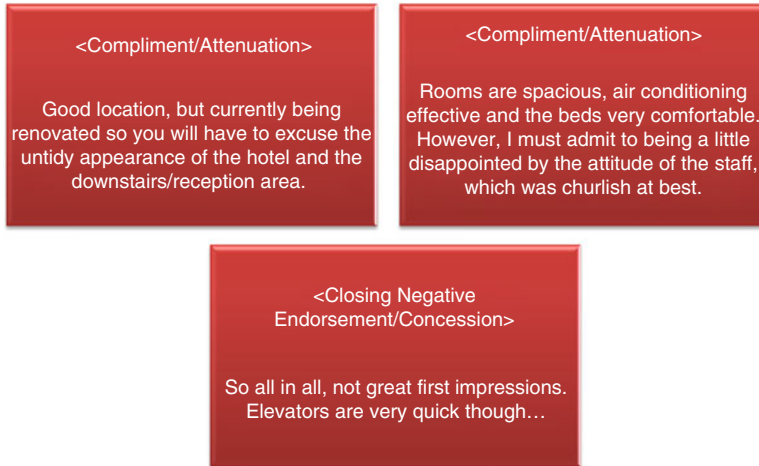 <Compliment/Attenuation>
Good location, but currently being
renovated so you will have to excuse the
untidy appearance of the hotel and the
downstairs/reception area.
<Compliment/Attenuation>
Rooms are spacious, air conditioning
effective and the beds very comfortable.
However, I must admit to being a little
disappointed by the attitude of the staff,
which was churlish at best.
<Closing Negative
Endorsement/Concession>
So all in all, not great first impressions.
Elevators are very quick though…